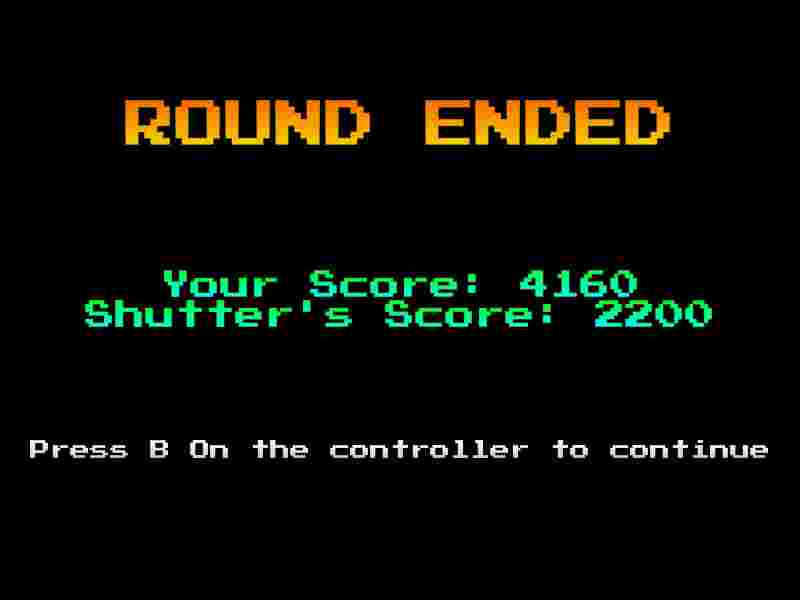 ROUND ENDED
Your Score: 4160
Shutter's Score: 2200
Press B On the controller to continue